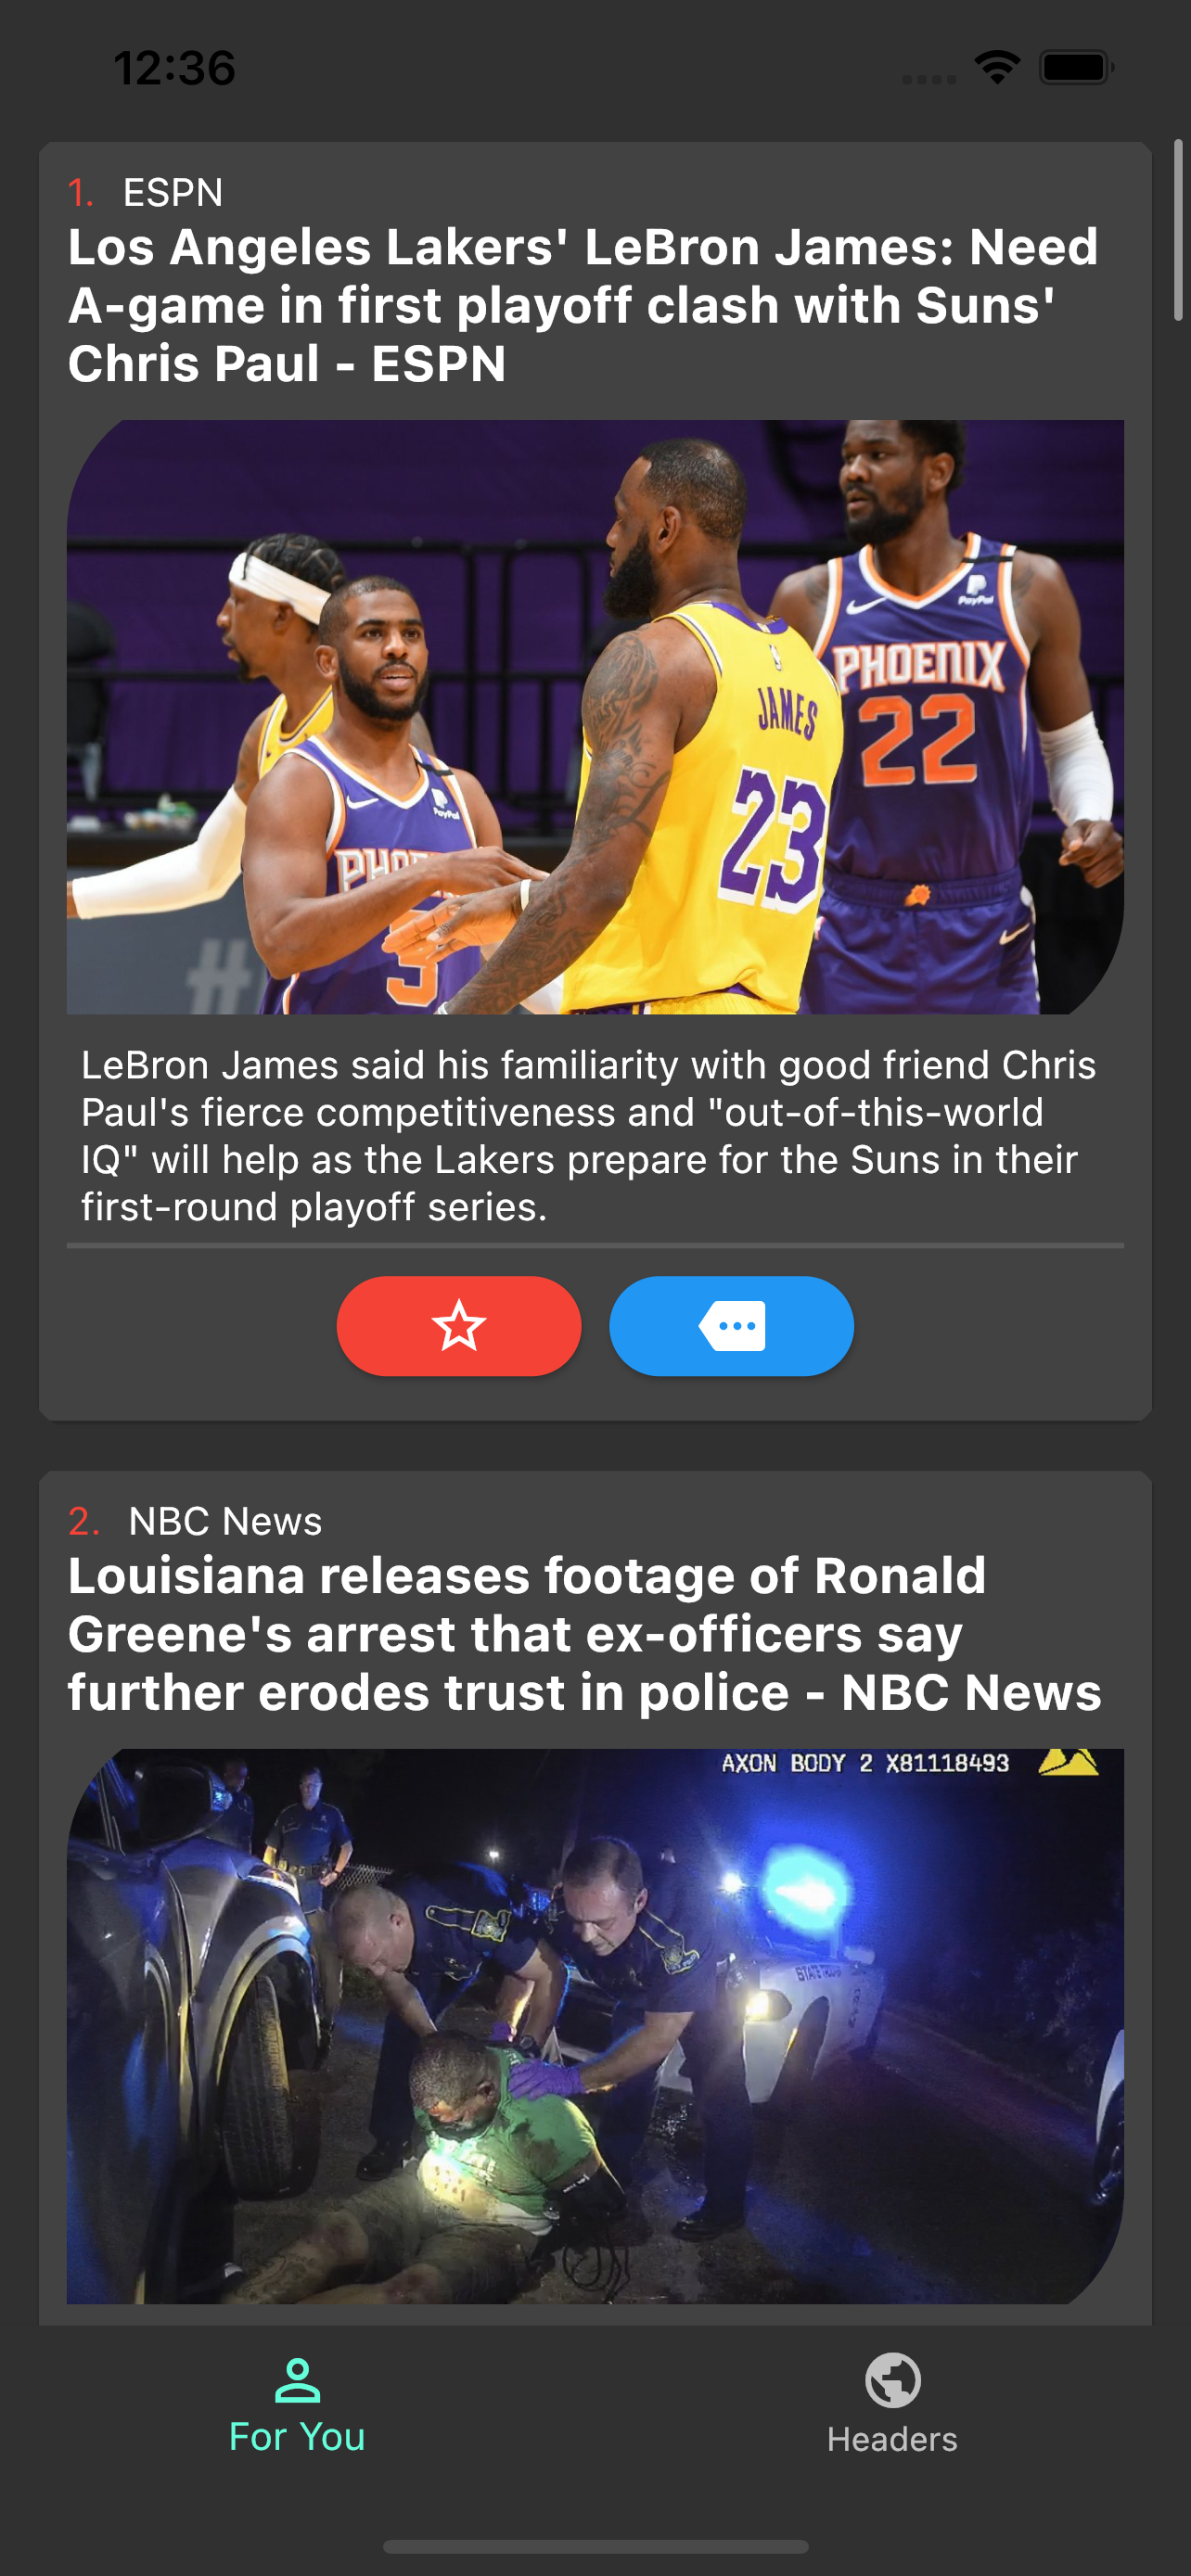 12:36
1. ESPN
Los Angeles Lakers' LeBron James: Need
A-game in first playoff clash with Suns'
Chris Paul - ESPN
PayPal
PHOENIX
22
JAMES
23
PayPal
3
#
LeBron James said his familiarity with good friend Chris
Paul's fierce competitiveness and "out-of-this-world
IQ" will help as the Lakers prepare for the Suns in their
first-round playoff series.
2. NBC News
Louisiana releases footage of Ronald
Greene's arrest that ex-officers say
further erodes trust in police - NBC News
AXON BODY 2 X81118493
For You
Headers